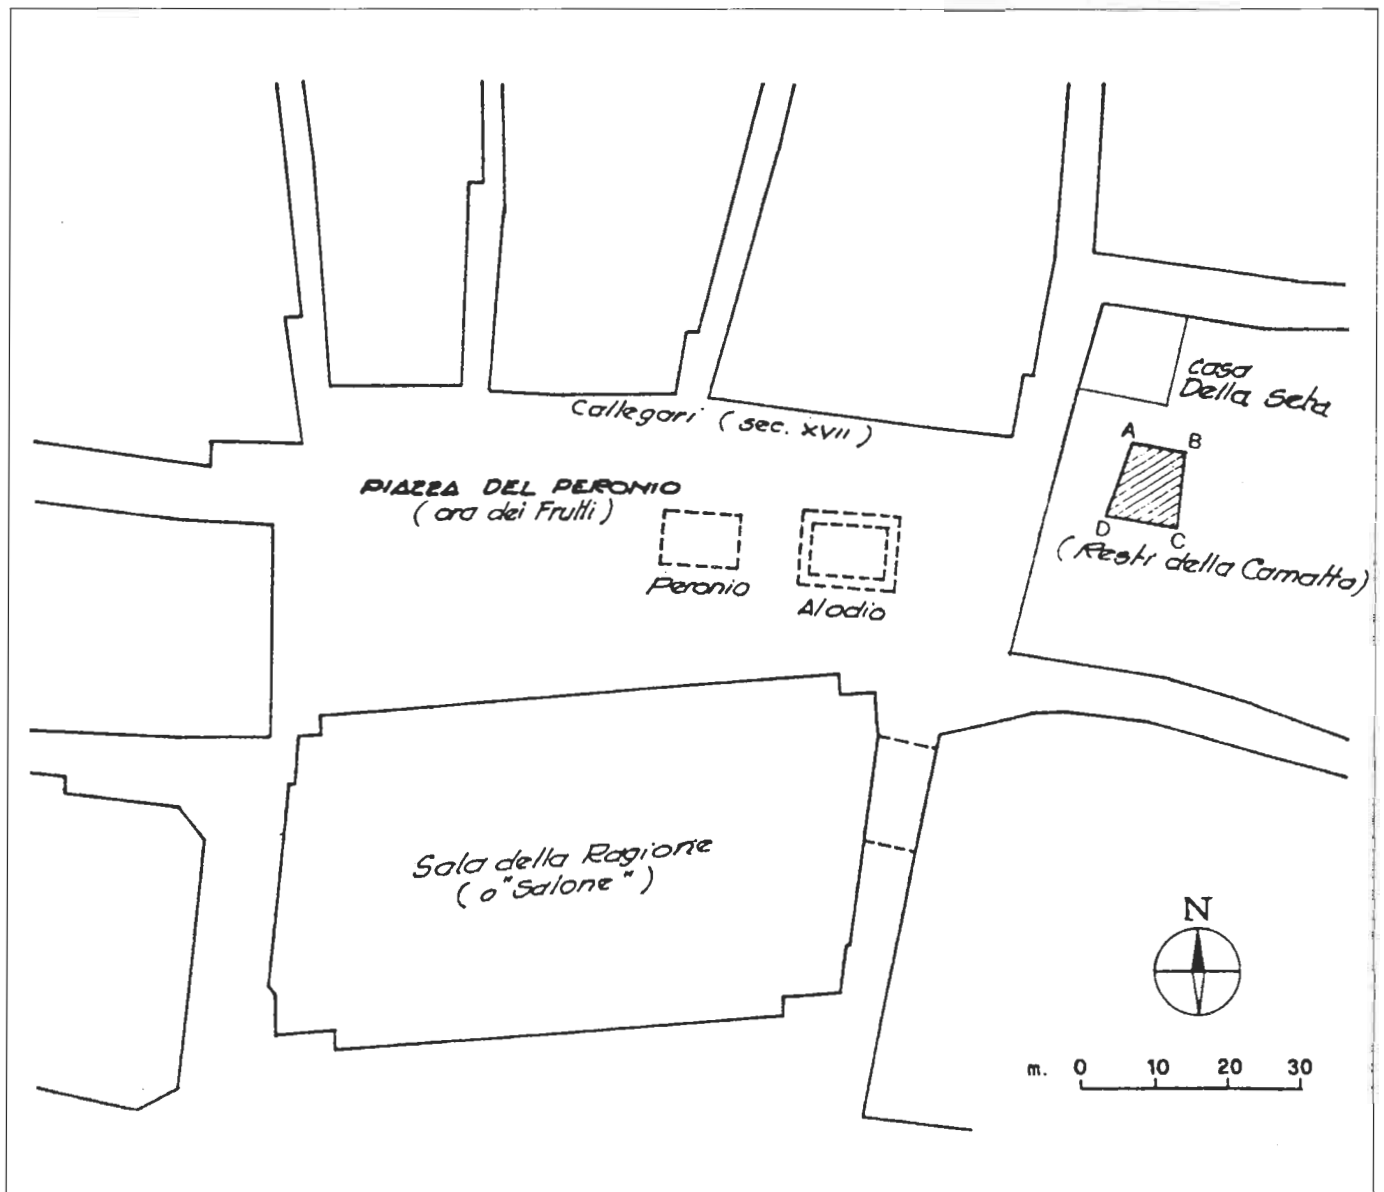 casa
Della Seta
Callegari (sec. XVII)
A
B
PIAZZA DEL PERONIO
(ora dei Frutti)
D
C
(Resti della Camatta)
Peronio
Alodio
Sala della Ragione
(o "Salone")
N
m. 0 10 20 30